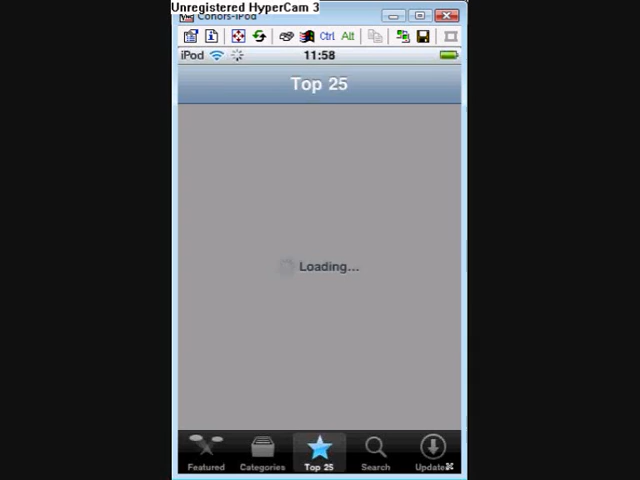 Unregistered HyperCam 3
Conors-iPod
Ctrl Alt
iPod 11:58
Top 25
Loading...
Featured Categories Top 25 Search Updates